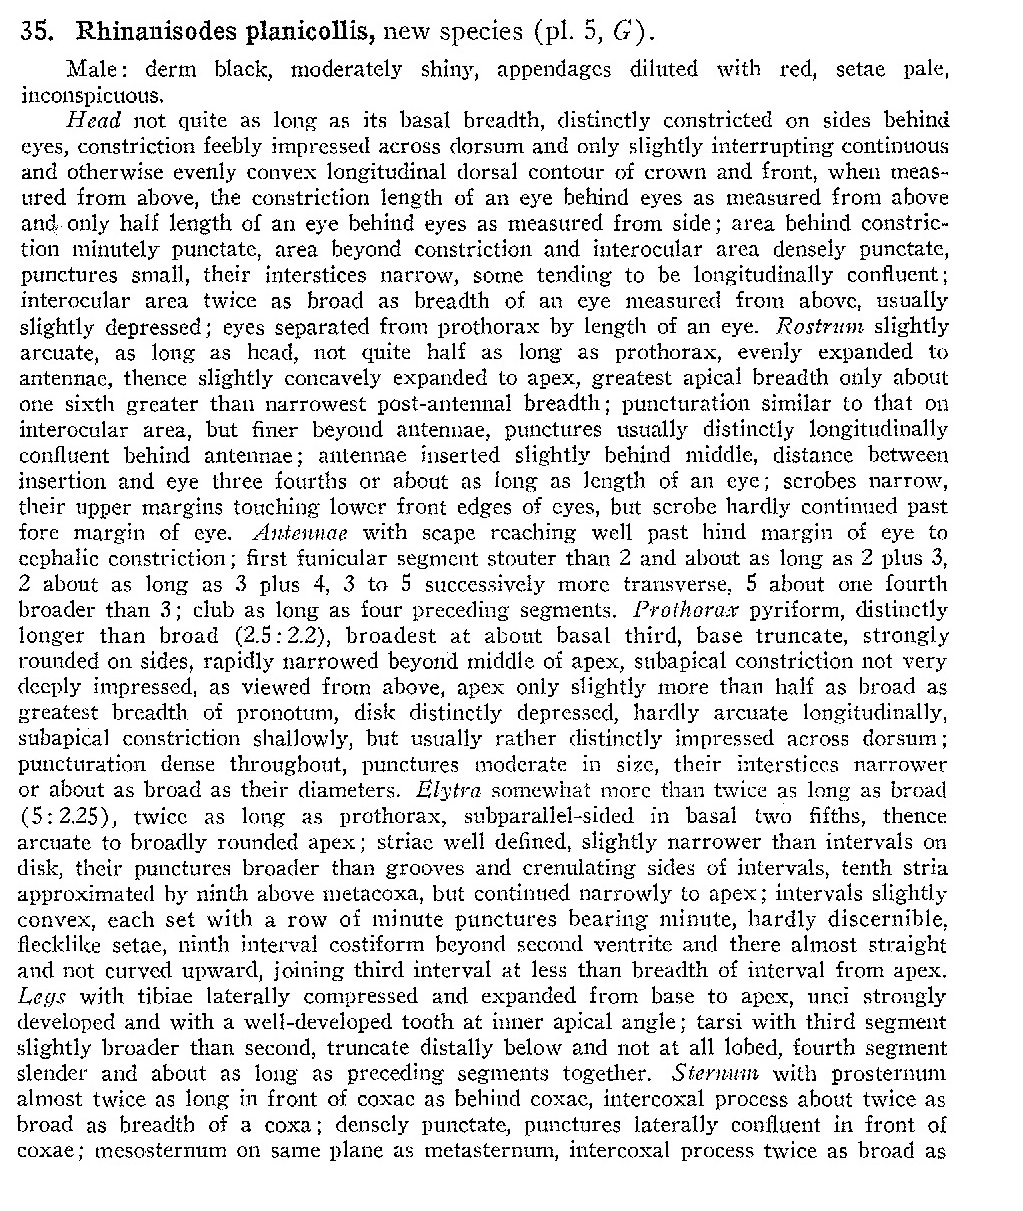 35. Rhinanisodes planicollis, new species (pl. 5, G).
Male: derm black, moderately shiny, appendages diluted with red, setae pale,
inconspicuous.
Head not quite as long as its basal breadth, distinctly constricted on sides behind
eyes, constriction feebly impressed across dorsum and only slightly interrupting continuous
and otherwise evenly convex longitudinal dorsal contour of crown and front, when meas-
ured from above, the constriction length of an eye behind eyes as measured from above
and only half length of an eye behind eyes as measured from side; area behind constric-
tion minutely punctate, area beyond constriction and interocular area densely punctate,
punctures small, their interstices narrow, some tending to be longitudinally confluent;
interocular area twice as broad as breadth of an eye measured from above, usually
slightly depressed; eyes separated from prothorax by length of an eye. Rostrum slightly
arcuate, as long as head, not quite half as long as prothorax, evenly expanded to
antennae, thence slightly concavely expanded to apex, greatest apical breadth only about
one sixth greater than narrowest post-antennal breadth; puncturation similar to that on
interocular area, but finer beyond antennae, punctures usually distinctly longitudinally
confluent behind antennae; antennae inserted slightly behind middle, distance between
insertion and eye three fourths or about as long as length of an eye; scrobes narrow,
their upper margins touching lower front edges of eyes, but scrobe hardly continued past
fore margin of eye. Antennae with scape reaching well past hind margin of eye to
cephalic constriction; first funicular segment stouter than 2 and about as long as 2 plus 3,
2 about as long as 3 plus 4, 3 to 5 successively more transverse, 5 about one fourth
broader than 3; club as long as four preceding segments. Prothorax pyriform, distinctly
longer than broad (2.5:2.2), broadest at about basal third, base truncate, strongly
rounded on sides, rapidly narrowed beyond middle of apex, subapical constriction not very
deeply impressed, as viewed from above, apex only slightly more than half as broad as
greatest breadth of pronotum, disk distinctly depressed, hardly arcuate longitudinally,
subapical constriction shallowly, but usually rather distinctly impressed across dorsum;
puncturation dense throughout, punctures moderate in size, their interstices narrower
or about as broad as their diameters. Elytra somewhat more than twice as long as broad
(5:2.25), twice as long as prothorax, subparallel-sided in basal two fifths, thence
arcuate to broadly rounded apex; striae well defined, slightly narrower than intervals on
disk, their punctures broader than grooves and crenulating sides of intervals, tenth stria
approximated by ninth above metacoxa, but continued narrowly to apex; intervals slightly
convex, each set with a row of minute punctures bearing minute, hardly discernible,
flecklike setae, ninth interval costiform beyond second ventrite and there almost straight
and not curved upward, joining third interval at less than breadth of interval from apex.
Legs with tibiae laterally compressed and expanded from base to apex, unci strongly
developed and with a well-developed tooth at inner apical angle; tarsi with third segment
slightly broader than second, truncate distally below and not at all lobed, fourth segment
slender and about as long as preceding segments together. Sternum with prosternum
almost twice as long in front of coxae as behind coxae, intercoxal process about twice as
broad as breadth of a coxa; densely punctate, punctures laterally confluent in front of
coxae; mesosternum on same plane as metasternum, intercoxal process twice as broad as